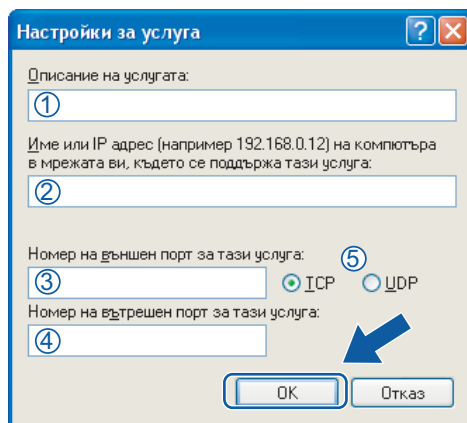 Настройки за услуга
Описание на услугата:
①
Име или IP адрес (например 192.168.0.12) на компютъра
в мрежата ви, където се поддържа тази услуга:
②
Номер на външен порт за тази услуга:
⑤
③
TCP
UDP
Номер на вътрешен порт за тази услуга:
④
OK
Отказ